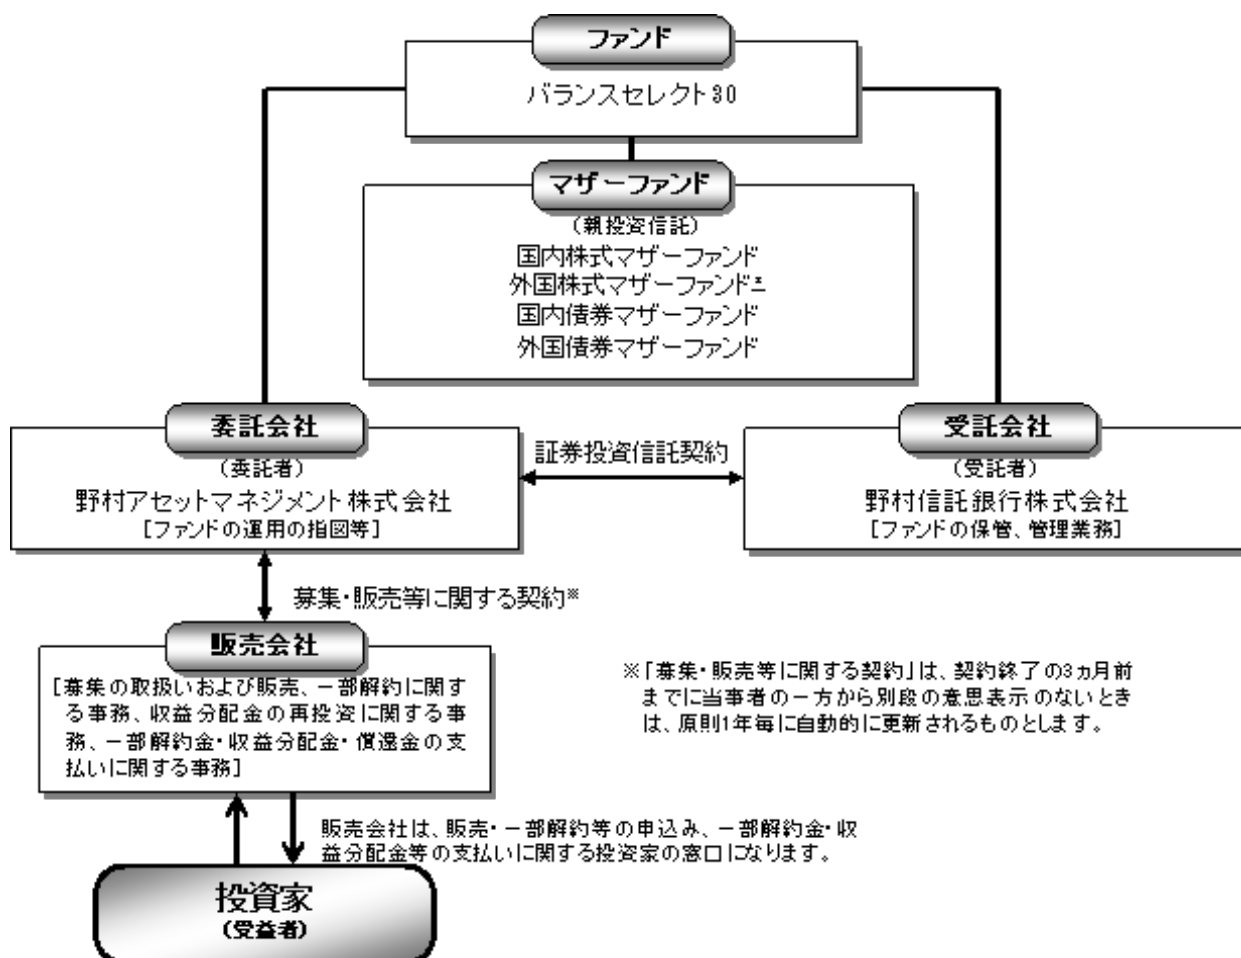 ファンド
バランスセレクト30
マザーファンド
(親投資信託)
国内株式マザーファンド
外国株式マザーファンド
国内債券マザーファンド
外国債券マザーファンド
委託会社
(委託者)
野村アセットマネジメント株式会社
[ファンドの運用の指図等]
証券投資信託契約
受託会社
(受託者)
野村信託銀行株式会社
[ファンドの保管、管理業務]
募集・販売等に関する契約※
販売会社
[募集の取扱いおよび販売、一部解約に関す
る事務、収益分配金の再投資に関する事
務、一部解約金・収益分配金・償還金の支
払いに関する事務]
※「募集・販売等に関する契約」は、契約終了の3ヵ月前
までに当事者の一方から別段の意思表示のないとき
は、原則1年毎に自動的に更新されるものとします。
販売会社は、販売・一部解約等の申込み、一部解約金・収
益分配金等の支払いに関する投資家の窓口になります。
投資家
(受益者)